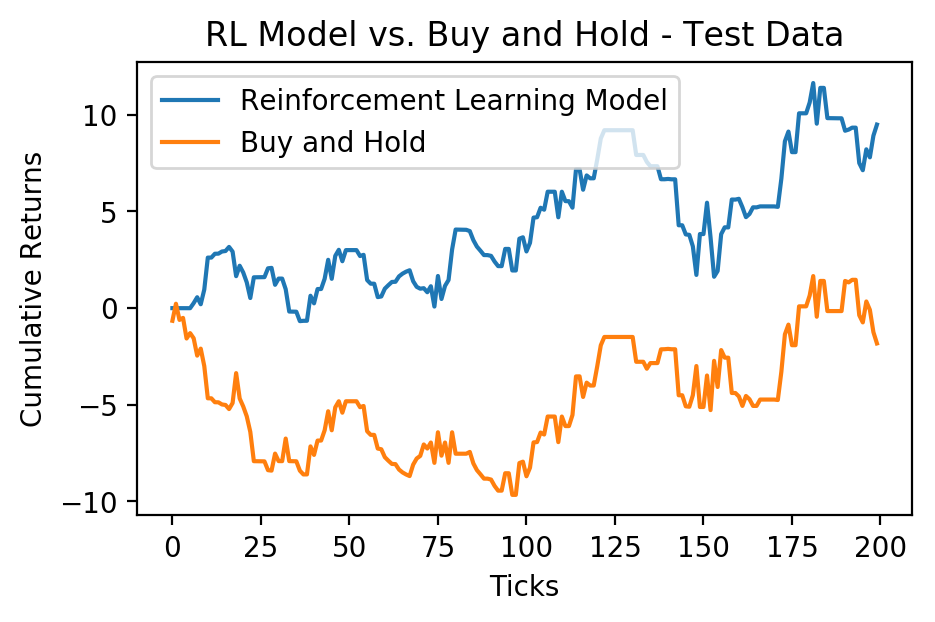 RL Model vs. Buy and Hold - Test Data
Reinforcement Learning Model
Buy and Hold
Cumulative Returns
10
5
0
−5
−10
0 25 50 75 100 125 150 175 200
Ticks